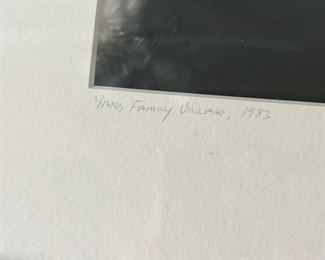 Yang Family Village, 1983